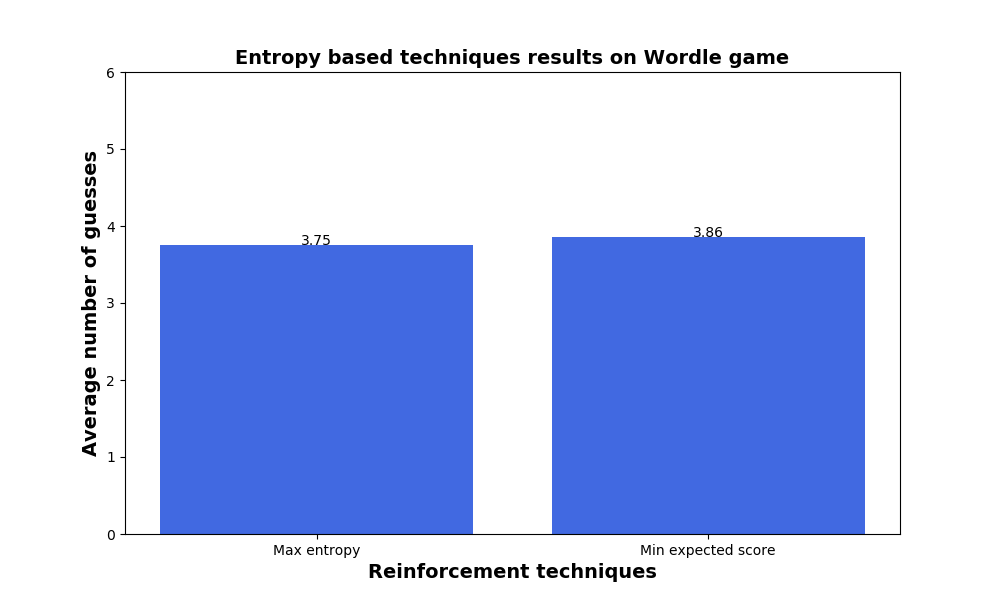 Entropy based techniques results on Wordle game
Average number of guesses
6
5
4
3
2
1
0
3.75
3.86
Max entropy
Min expected score
Reinforcement techniques